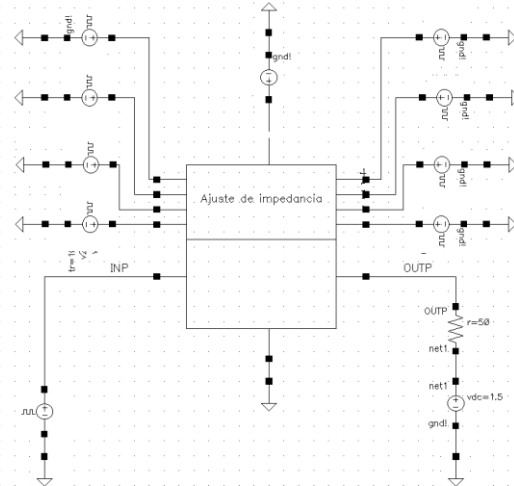 gnd!
gnd!
gnd!
gnd!
gnd!
gnd!
Ajuste de impedancia
INP
OUTP
OUTP
r=50
net1
net1
vdc=1.5
gnd!